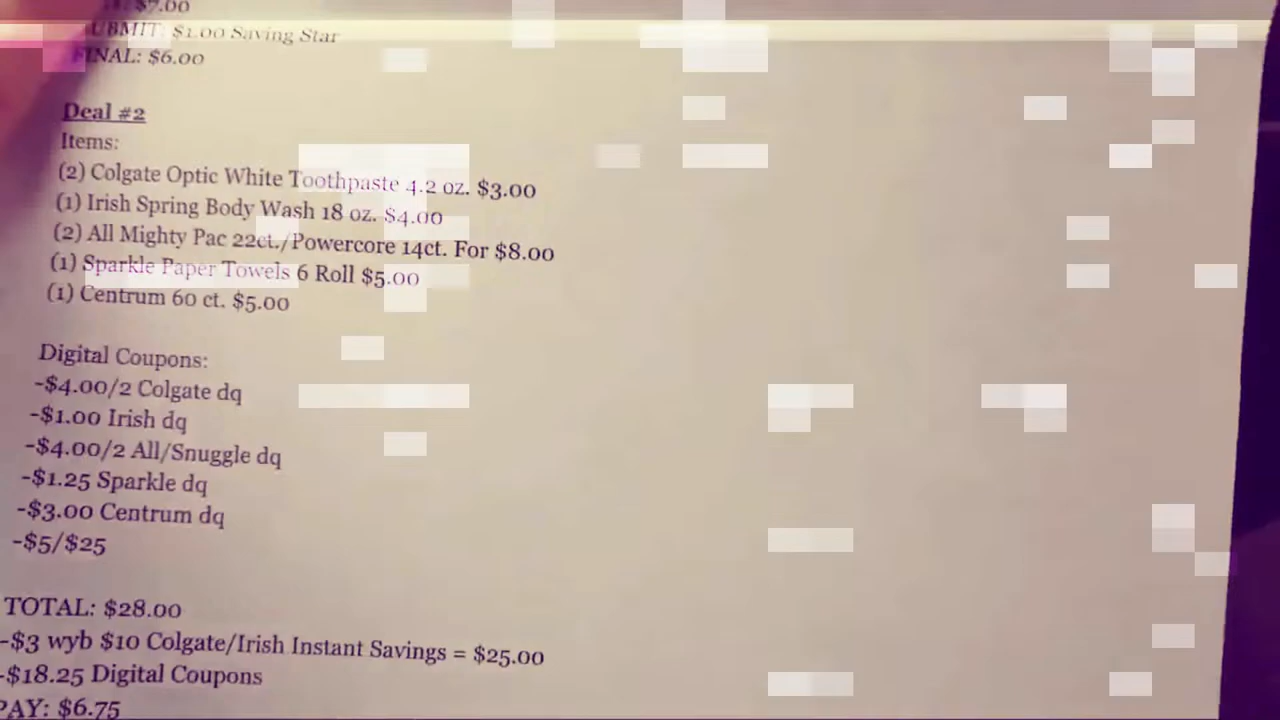 $7.00
UBMIT: $1.00 Saving Star
FINAL: $6.00
Deal #2
Items:
(2) Colgate Optic White Toothpaste 4.2 oz. $3.00
(1) Irish Spring Body Wash 18 oz. $4.00
(2) All Mighty Pac 22ct./Powercore 14ct. For $8.00
(1) Sparkle Paper Towels 6 Roll $5.00
(1) Centrum 60 ct. $5.00
Digital Coupons:
-$4.00/2 Colgate dq
-$1.00 Irish dq
-$4.00/2 All/Snuggle dq
-$1.25 Sparkle dq
-$3.00 Centrum dq
-$5/$25
TOTAL: $28.00
-$3 wyb $10 Colgate/Irish Instant Savings = $25.00
-$18.25 Digital Coupons
PAY: $6.75